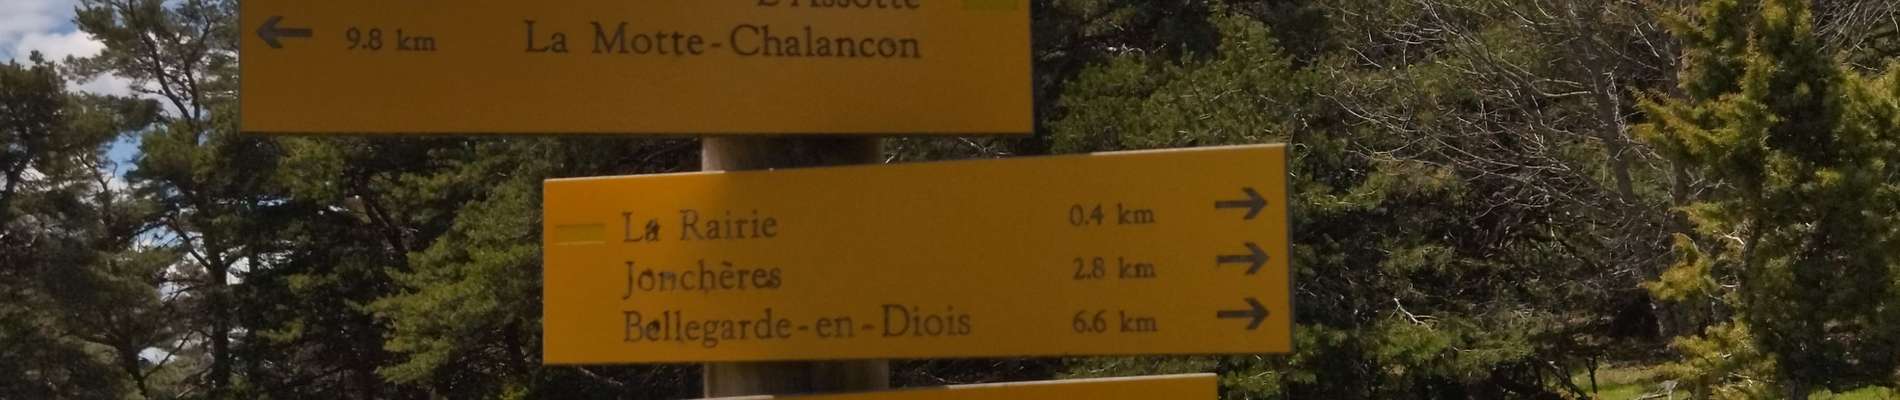 L'Assotte
← 9.8 km La Motte-Chalancon
La Rairie 0.4 km →
Jonchères 2.8 km →
Bellegarde-en-Diois 6.6 km →